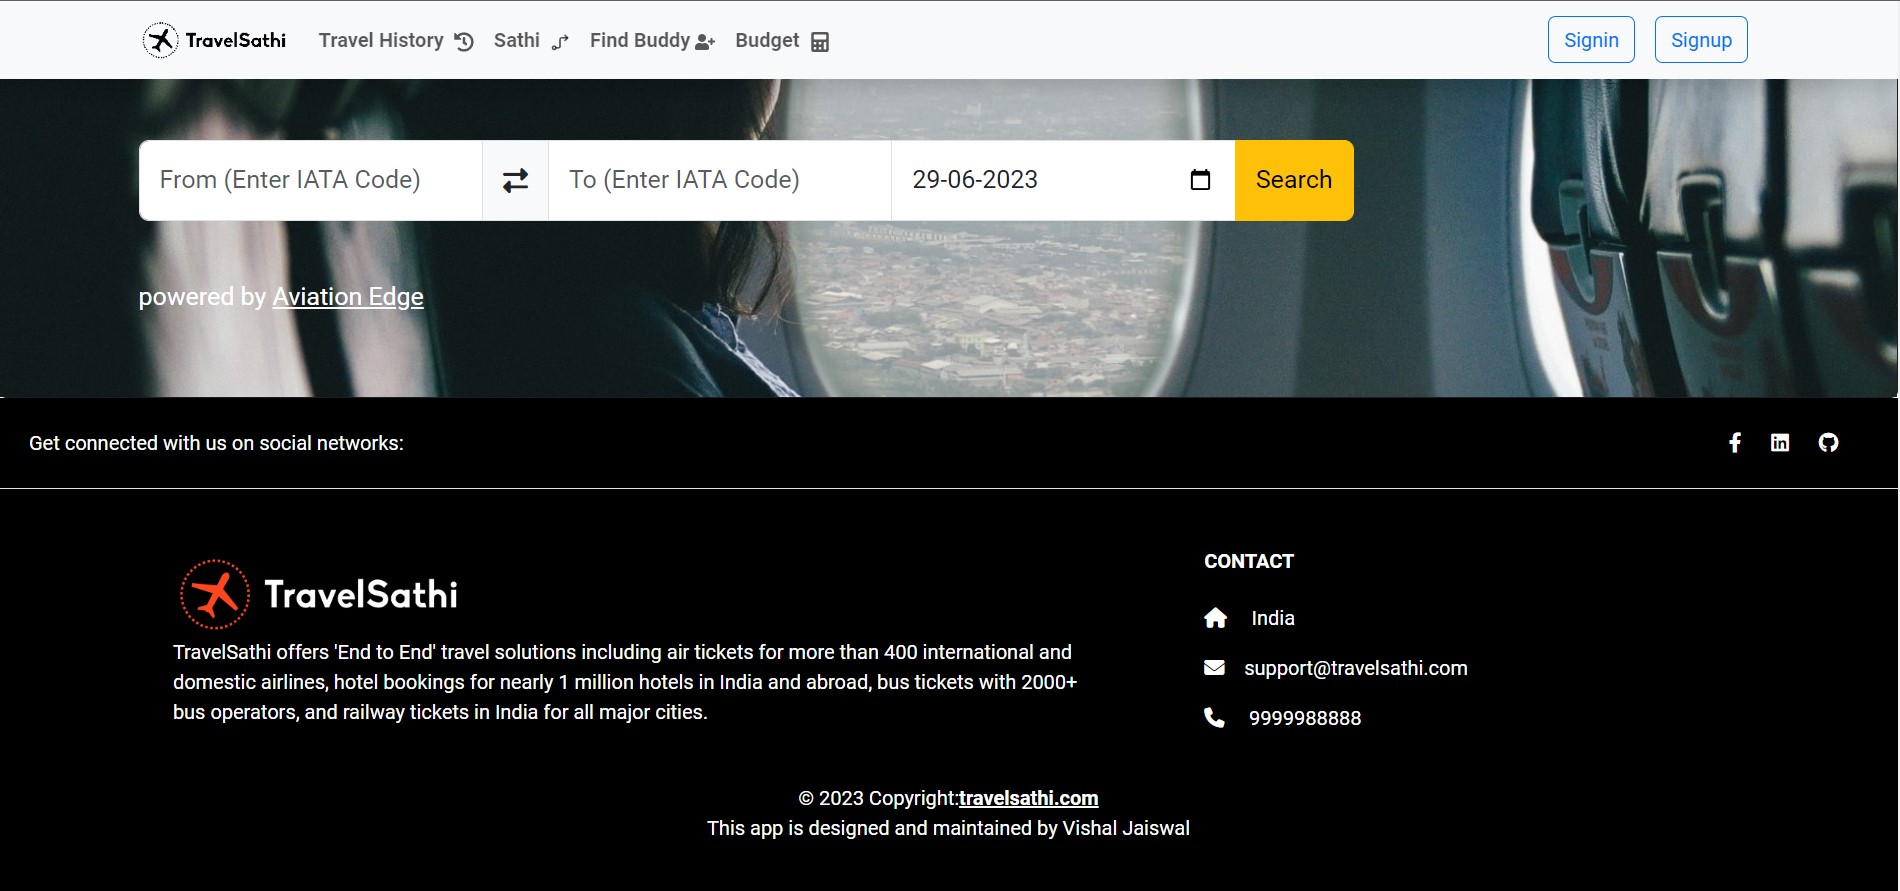 TravelSathi Travel History Sathi Find Buddy Budget Signin Signup
From (Enter IATA Code) To (Enter IATA Code) 29-06-2023 Search
powered by Aviation Edge
Get connected with us on social networks:
TravelSathi
TravelSathi offers 'End to End' travel solutions including air tickets for more than 400 international and
domestic airlines, hotel bookings for nearly 1 million hotels in India and abroad, bus tickets with 2000+
bus operators, and railway tickets in India for all major cities.
CONTACT
India
support@travelsathi.com
9999988888
© 2023 Copyright:travelsathi.com
This app is designed and maintained by Vishal Jaiswal